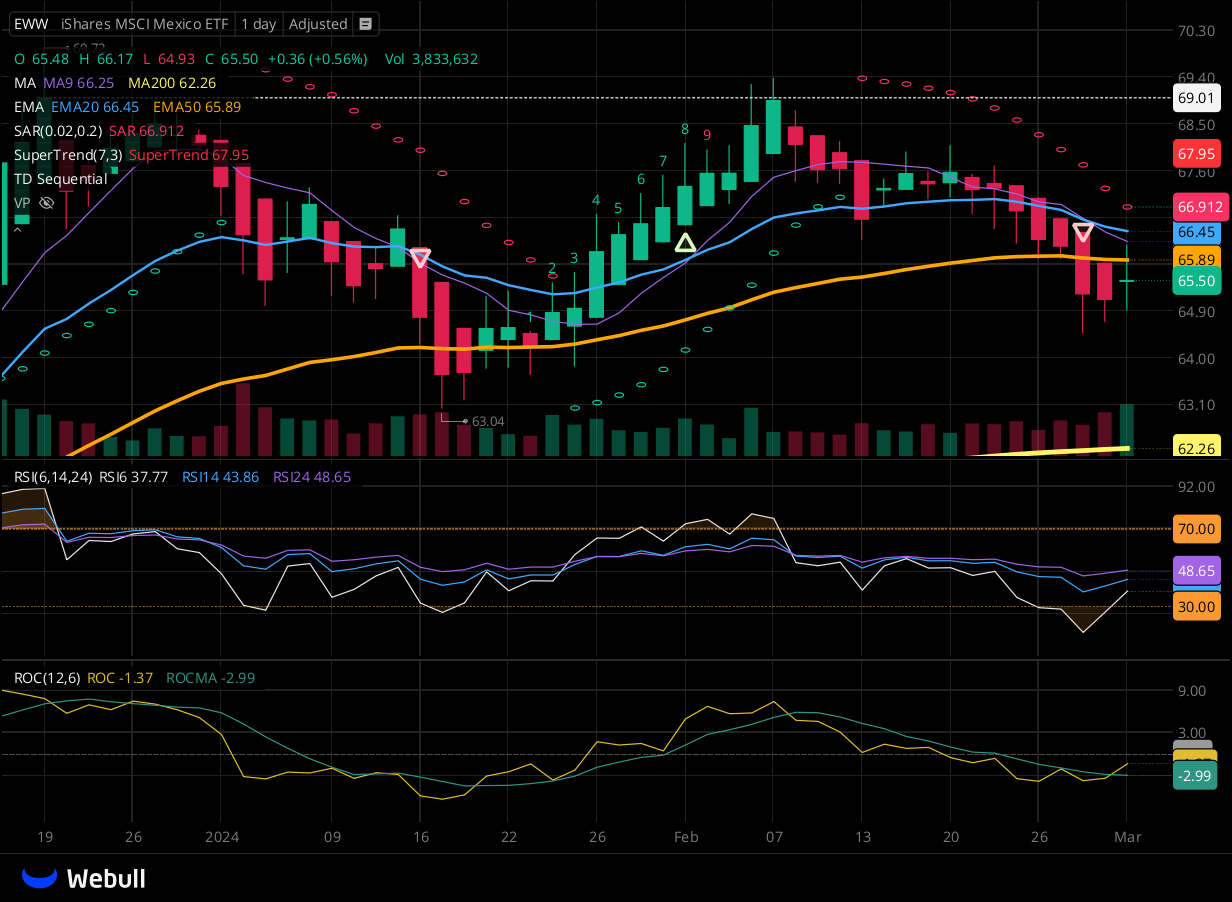 EWW iShares MSCI Mexico ETF 1 day Adjusted
70.30
69.73
O 65.48 H 66.17 L 64.93 C 65.50 +0.36 (+0.56%) Vol 3,833,632
69.40
MA MA9 66.25 MA200 62.26
69.01
EMA EMA20 66.45 EMA50 65.89
68.50
SAR(0.02,0.2) SAR 66.912
8 9
SuperTrend(7,3) SuperTrend 67.95
67.95
7
67.60
TD Sequential
6
VP
4
5
66.912
66.45
3
65.89
2
65.50
1
64.90
64.00
63.10
63.04
62.26
RSI(6,14,24) RSI6 37.77 RSI14 43.86 RSI24 48.65
92.00
70.00
48.65
30.00
ROC(12,6) ROC -1.37 ROCMA -2.99
9.00
3.00
-2.99
19 26 2024 09 16 22 26 Feb 07 13 20 26 Mar
Webull